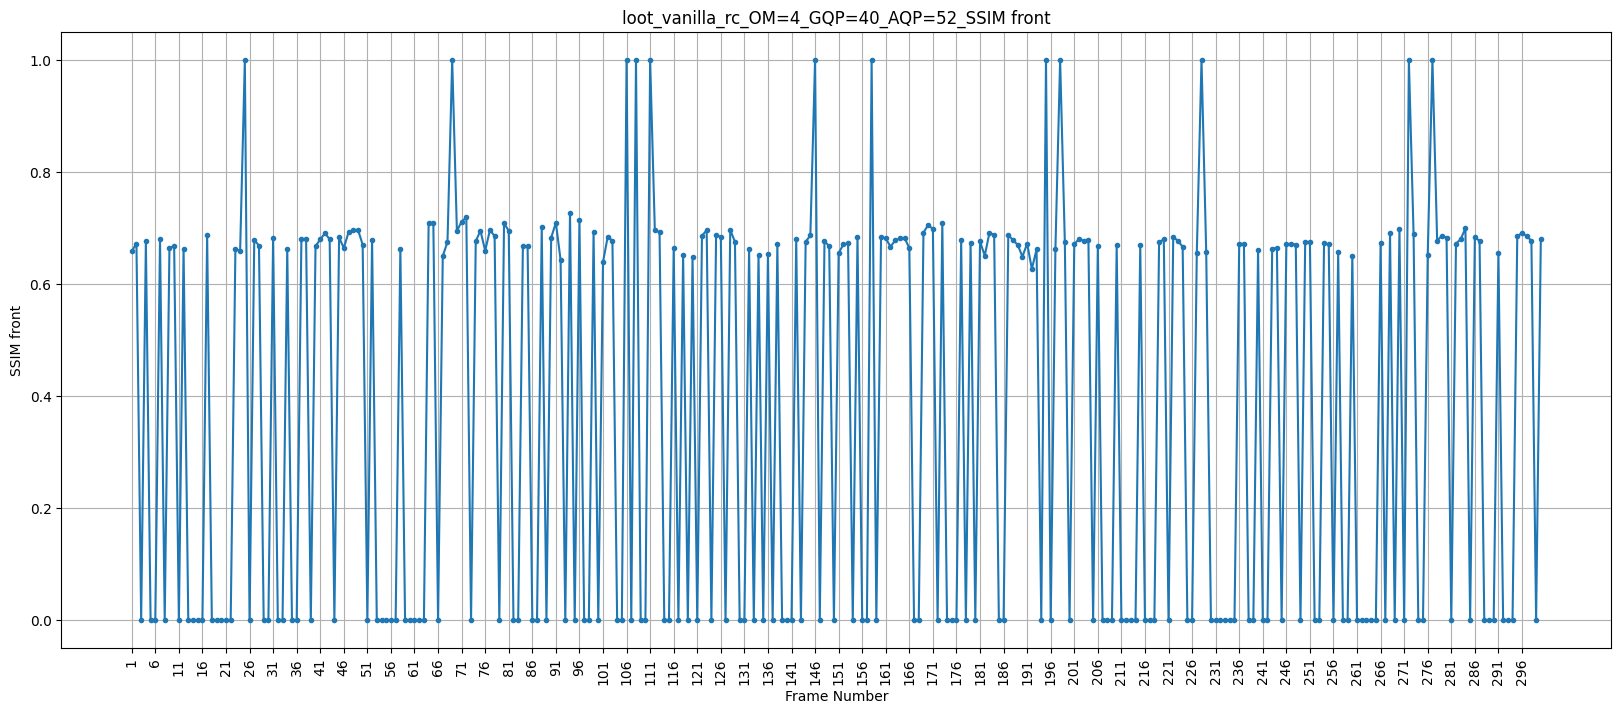 loot_vanilla_rc_OM=4_GQP=40_AQP=52_SSIM front
1.0
0.8
0.6
0.4
0.2
0.0
SSIM front
1 6 11 16 21 26 31 36 41 46 51 56 61 66 71 76 81 86 91 96 101 106 111 116 121 126 131 136 141 146 151 156 161 166 171 176 181 186 191 196 201 206 211 216 221 226 231 236 241 246 251 256 261 266 271 276 281 286 291 296
Frame Number